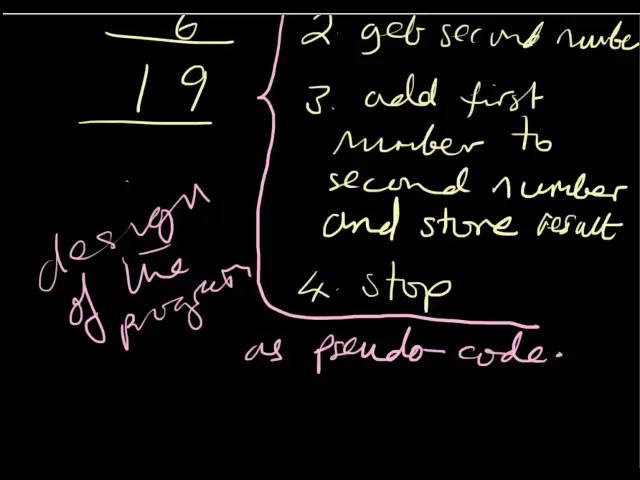 6
19
2. get second numbe
3. add first
number to
second number
and store result
4. stop
design
of the
program
as pseudo-code.